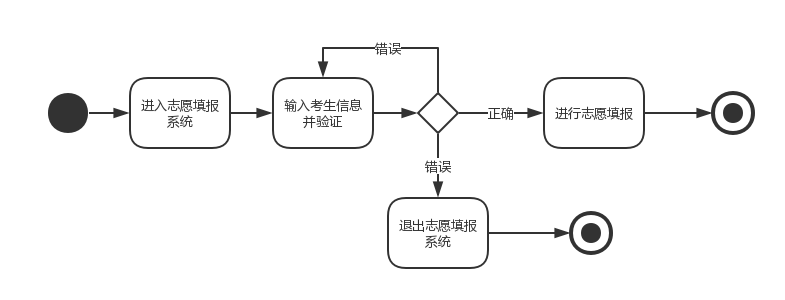 错误
进入志愿填报
系统
输入考生信息
并验证
正确
进行志愿填报
错误
退出志愿填报
系统